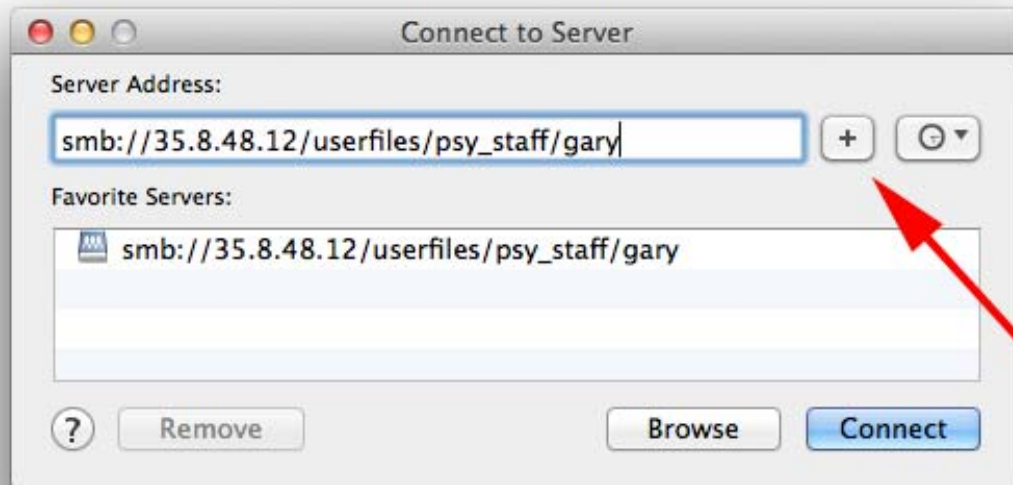 Connect to Server
Server Address:
smb://35.8.48.12/userfiles/psy_staff/gary
+
Favorite Servers:
smb://35.8.48.12/userfiles/psy_staff/gary
? Remove Browse Connect